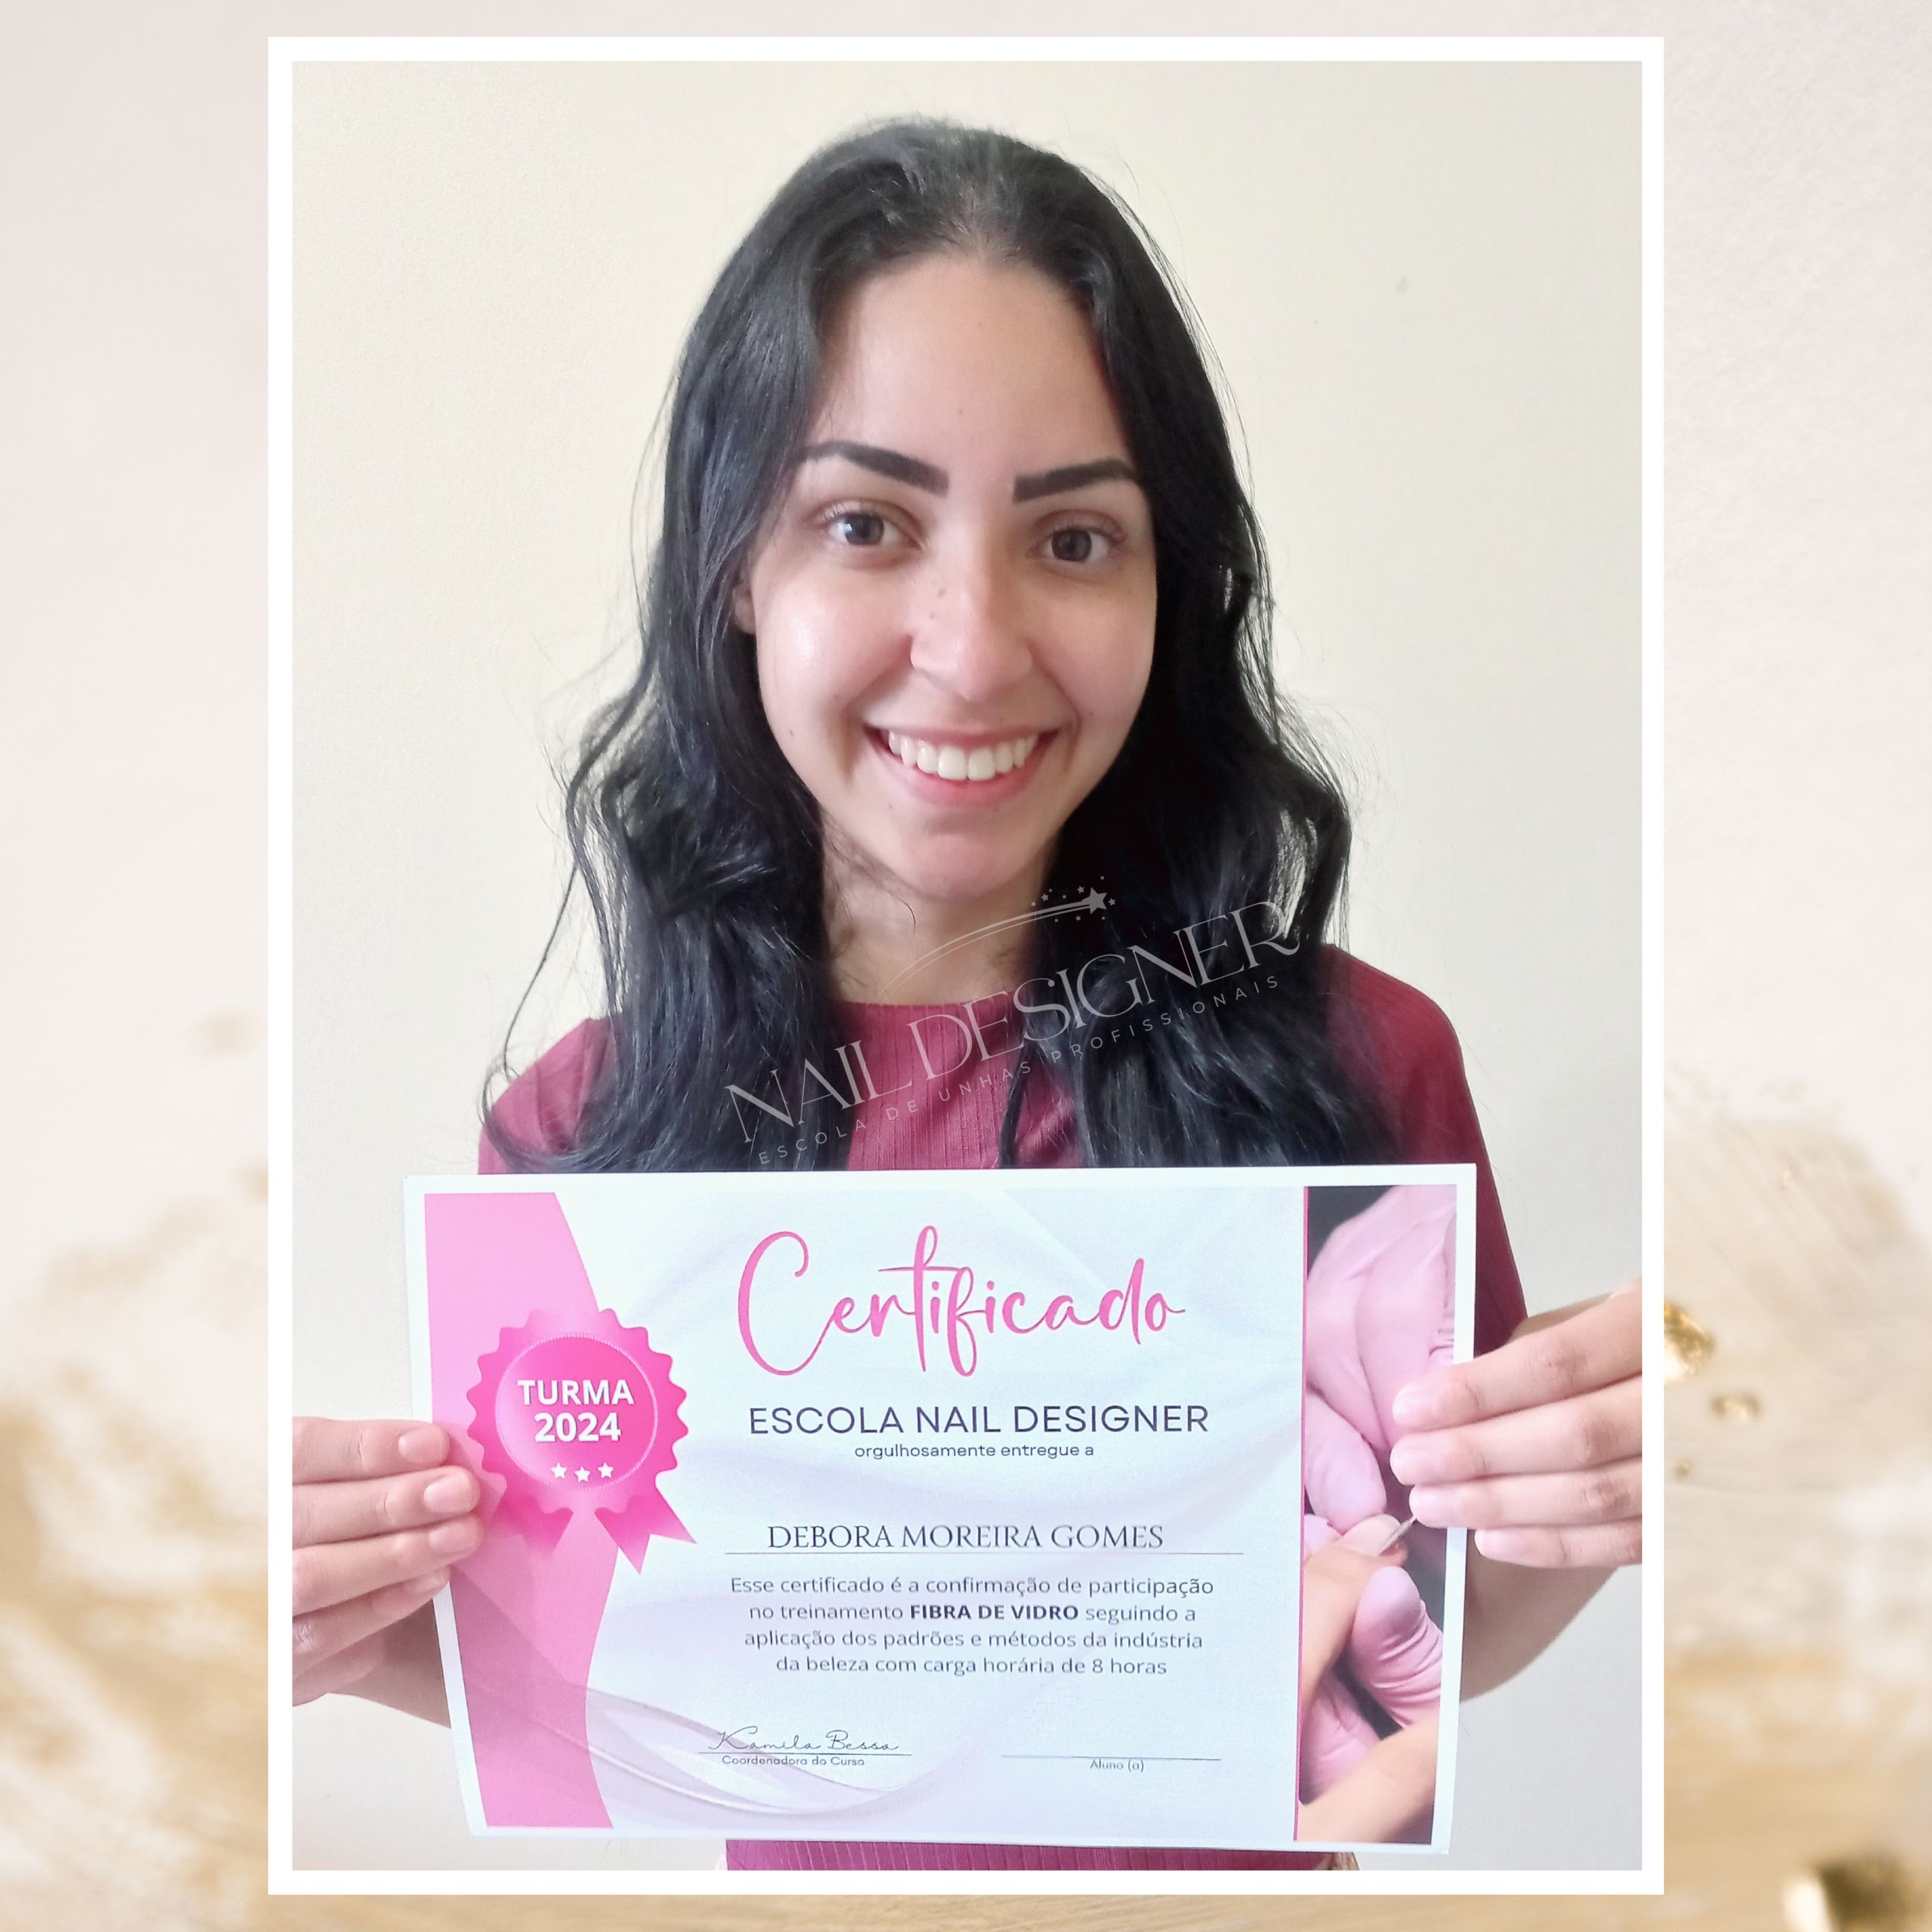 NAIL DESIGNER
ESCOLA DE UNHAS PROFISSIONAIS
Certificado
TURMA
2024
ESCOLA NAIL DESIGNER
orgulhosamente entregue a
DEBORA MOREIRA GOMES
Esse certificado é a confirmação de participação
no treinamento FIBRA DE VIDRO seguindo a
aplicação dos padrões e métodos da indústria
da beleza com carga horária de 8 horas
Kamila Bessa
Coordenadora do Curso
Aluno (a)